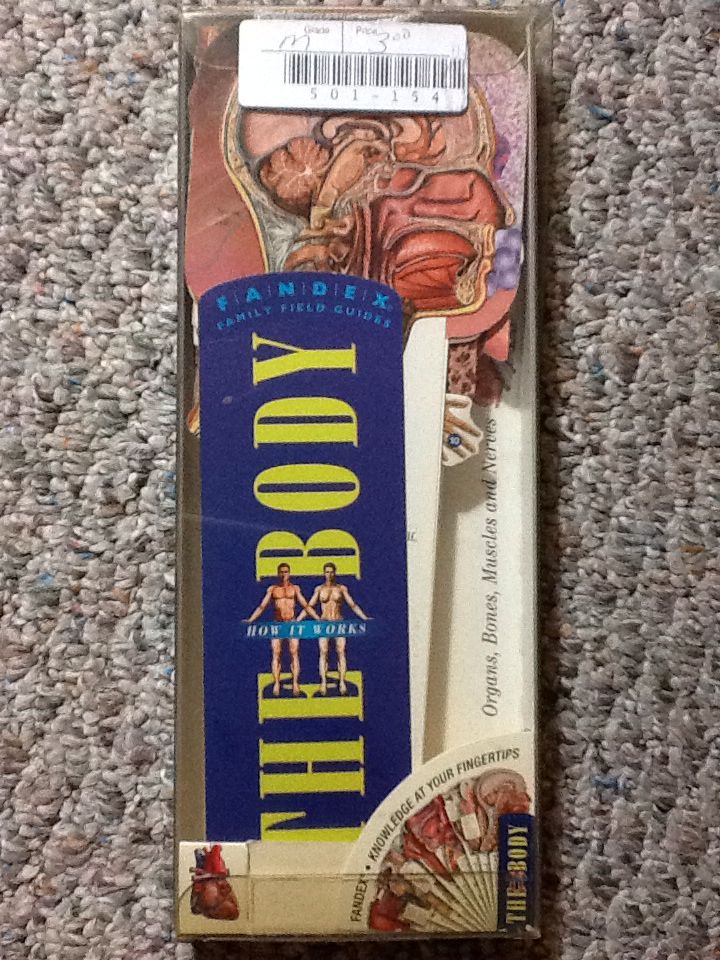 Grade Price
m 3.00
501-154
F|A|N|D|E|X
FAMILY FIELD GUIDES
THE BODY
HOW IT WORKS
10
Organs, Bones, Muscles and Nerves
FANDEX • KNOWLEDGE AT YOUR FINGERTIPS
THE BODY